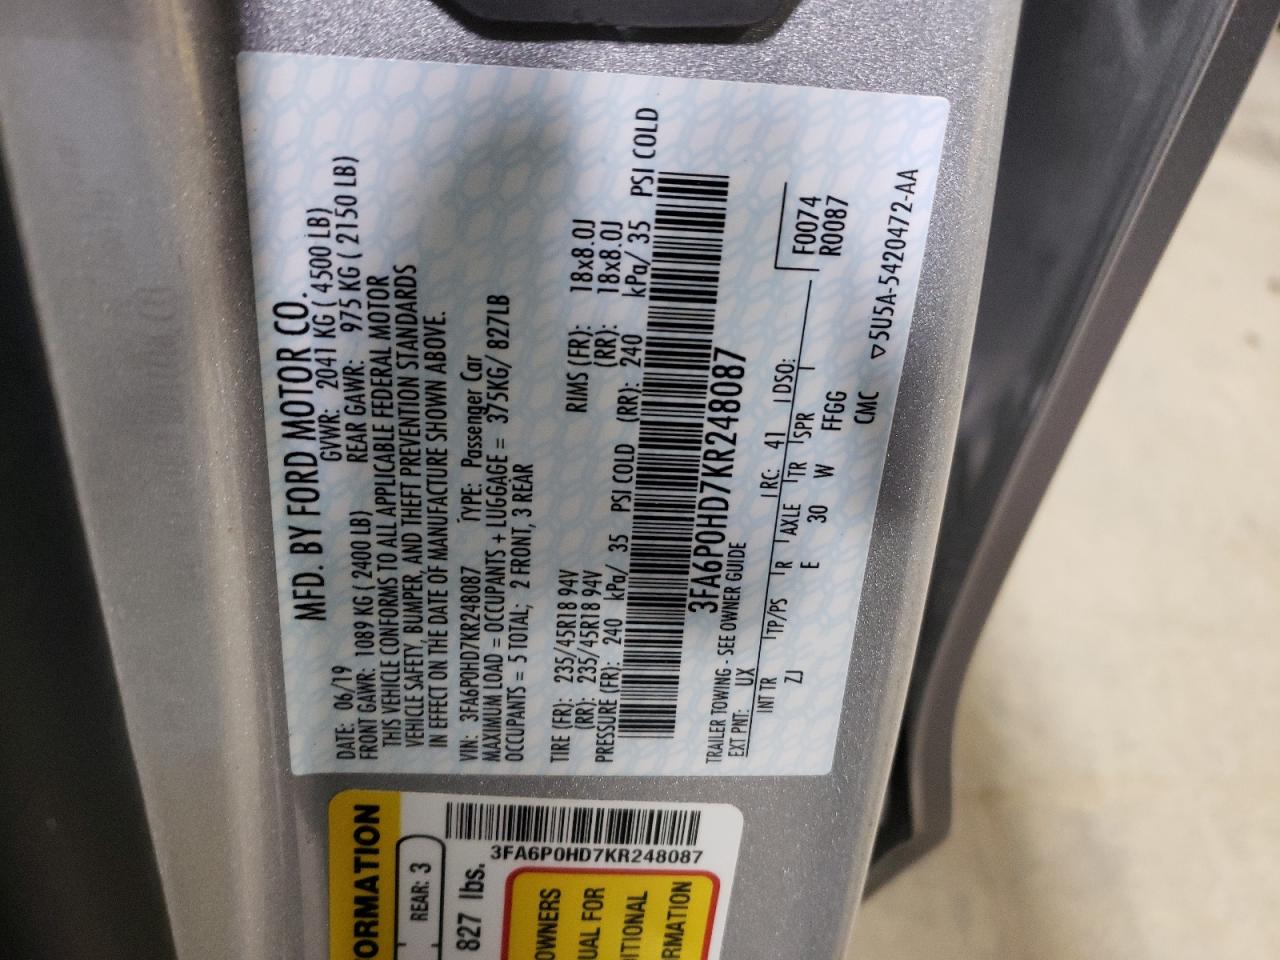 MFD. BY FORD MOTOR CO.
DATE: 06/19 GVWR: 2041 KG ( 4500 LB)
FRONT GAWR: 1089 KG ( 2400 LB) REAR GAWR: 975 KG ( 2150 LB)
THIS VEHICLE CONFORMS TO ALL APPLICABLE FEDERAL MOTOR
VEHICLE SAFETY, BUMPER, AND THEFT PREVENTION STANDARDS
IN EFFECT ON THE DATE OF MANUFACTURE SHOWN ABOVE.
VIN: 3FA6P0HD7KR248087 TYPE: Passenger Car
MAXIMUM LOAD = OCCUPANTS + LUGGAGE = 375KG/ 827LB
OCCUPANTS = 5 TOTAL; 2 FRONT, 3 REAR
TIRE (FR): 235/45R18 94V RIMS (FR): 18x8.0J
(RR): 235/45R18 94V (RR): 18x8.0J
PRESSURE (FR): 240 kPa/ 35 PSI COLD (RR): 240 kPa/ 35 PSI COLD
3FA6P0HD7KR248087
TRAILER TOWING - SEE OWNER GUIDE
EXT PNT: UX RC: 41 DSO: F0074
INT TR TP/PS R AXLE TR SPR R0087
ZJ E 30 W FFGG
CMC ▽5U5A-5420472-AA
ORMATION
REAR: 3
827 lbs.
3FA6P0HD7KR248087
OWNERS
UAL FOR
ITIONAL
RMATION